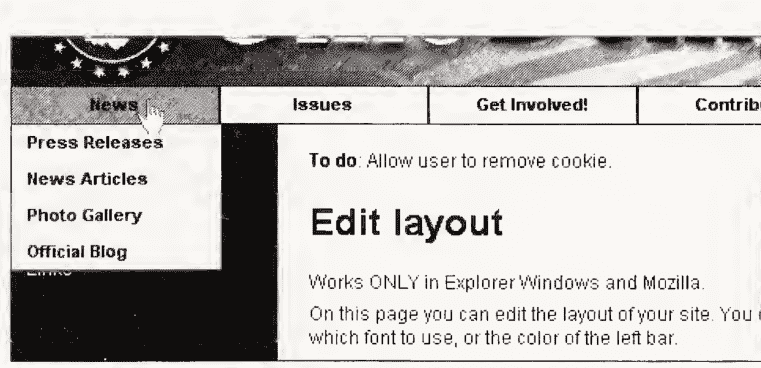 News Issues Get Involved!
Press Releases
News Articles
Photo Gallery
Official Blog
Links
To do: Allow user to remove cookie.
Edit layout
Works ONLY in Explorer Windows and Mozilla.
On this page you can edit the layout of your site. You
which font to use, or the color of the left bar.